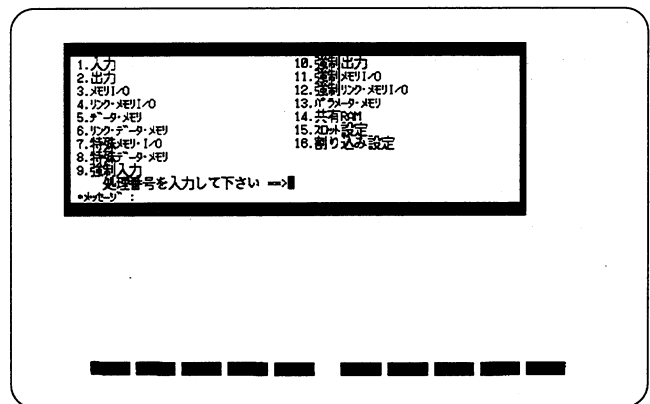 1.入力
2.出力
3.ﾒﾓﾘI/O
4.ﾘﾝｸ･ﾒﾓﾘI/O
5.ﾃﾞｰﾀ･ﾒﾓﾘ
6.ﾘﾝｸ･ﾃﾞｰﾀ･ﾒﾓﾘ
7.特殊ﾒﾓﾘ･I/O
8.特殊ﾃﾞｰﾀ･ﾒﾓﾘ
9.強制入力
10.強制出力
11.強制ﾒﾓﾘI/O
12.強制ﾘﾝｸ･ﾒﾓﾘI/O
13.ﾊﾟﾗﾒｰﾀ･ﾒﾓﾘ
14.共有RAM
15.ｽﾛｯﾄ設定
16.割り込み設定
処理番号を入力して下さい ==>
*ﾒｯｾｰｼﾞ :